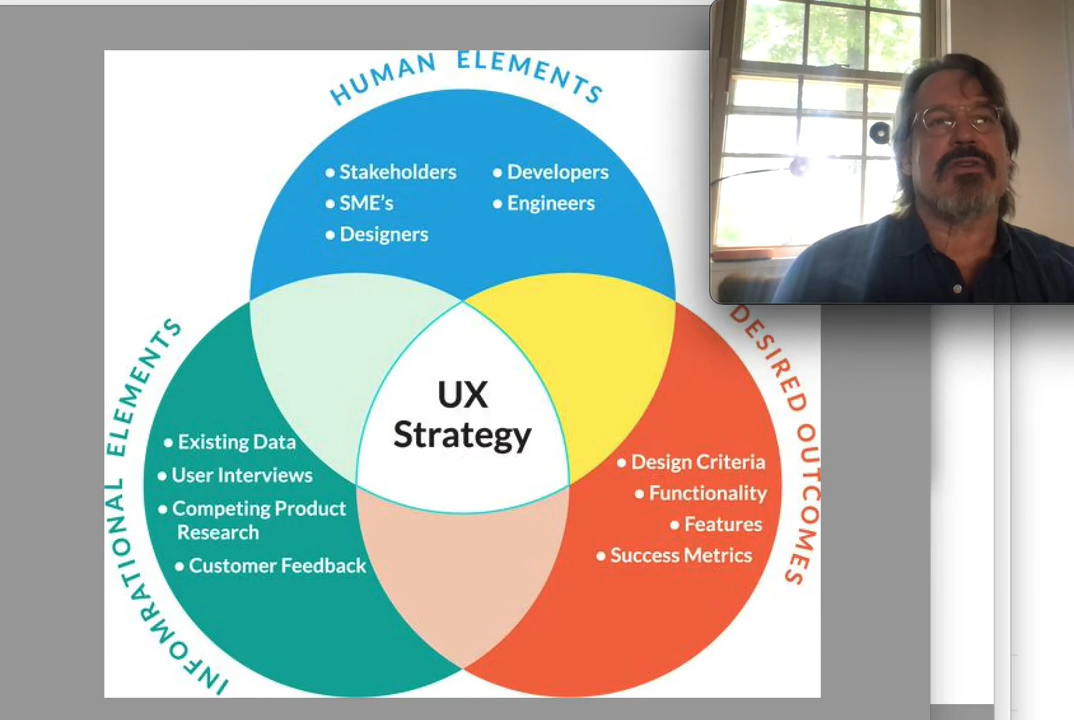 HUMAN ELEMENTS
• Stakeholders
• SME's
• Designers
• Developers
• Engineers
INFOMRATIONAL ELEMENTS
• Existing Data
• User Interviews
• Competing Product
Research
• Customer Feedback
UX
Strategy
DESIRED OUTCOMES
• Design Criteria
• Functionality
• Features
• Success Metrics